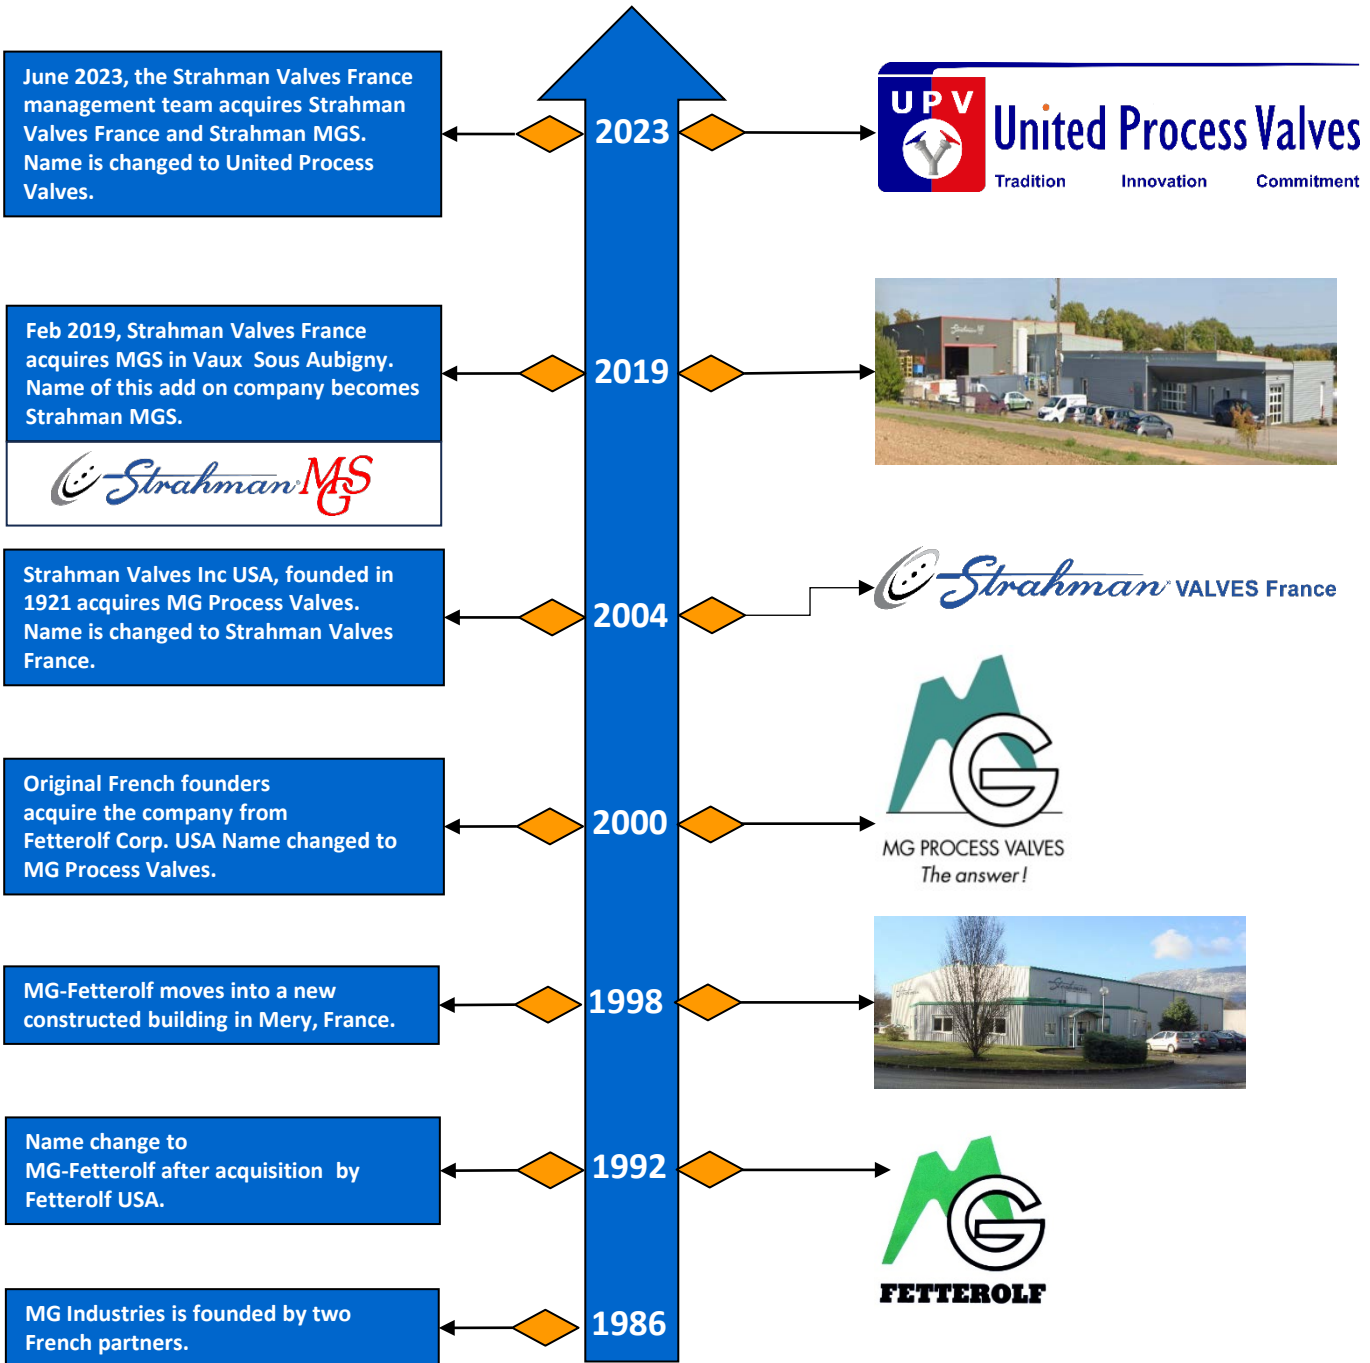 June 2023, the Strahman Valves France
management team acquires Strahman
Valves France and Strahman MGS.
Name is changed to United Process
Valves.
2023
UPV
United Process Valves
Tradition Innovation Commitment
Feb 2019, Strahman Valves France
acquires MGS in Vaux Sous Aubigny.
Name of this add on company becomes
Strahman MGS.
Strahman MGS
2019
Strahman
Strahman Valves Inc USA, founded in
1921 acquires MG Process Valves.
Name is changed to Strahman Valves
France.
2004
Strahman VALVES France
Original French founders
acquire the company from
Fetterolf Corp. USA Name changed to
MG Process Valves.
2000
MG
MG PROCESS VALVES
The answer!
MG-Fetterolf moves into a new
constructed building in Mery, France.
1998
Strahman
Name change to
MG-Fetterolf after acquisition by
Fetterolf USA.
1992
MG
FETTEROLF
MG Industries is founded by two
French partners.
1986